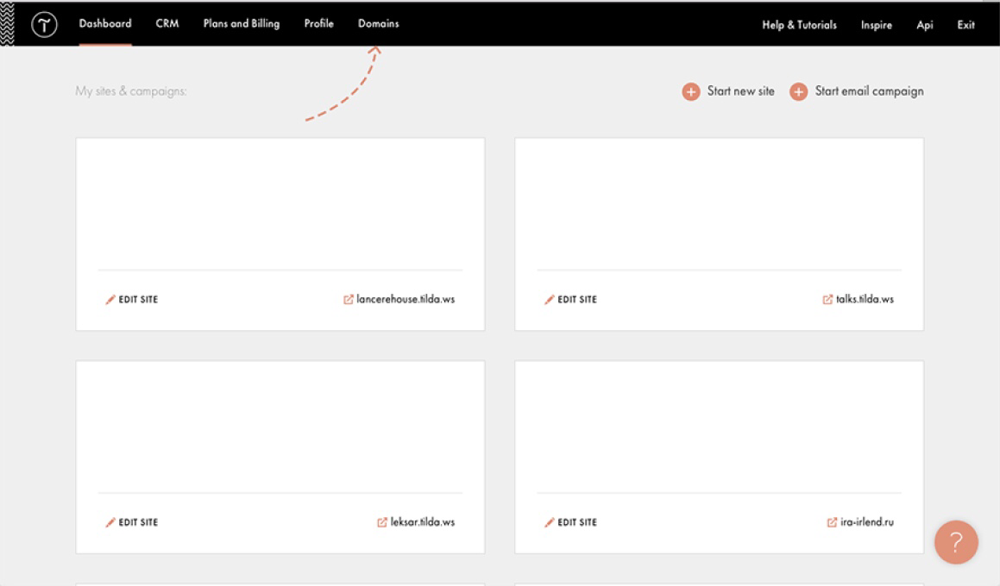 Dashboard CRM Plans and Billing Profile Domains Help & Tutorials Inspire Api Exit
My sites & campaigns: + Start new site + Start email campaign
EDIT SITE lancerehouse.tilda.ws EDIT SITE talks.tilda.ws
EDIT SITE leksar.tilda.ws EDIT SITE ira-irlend.ru
?